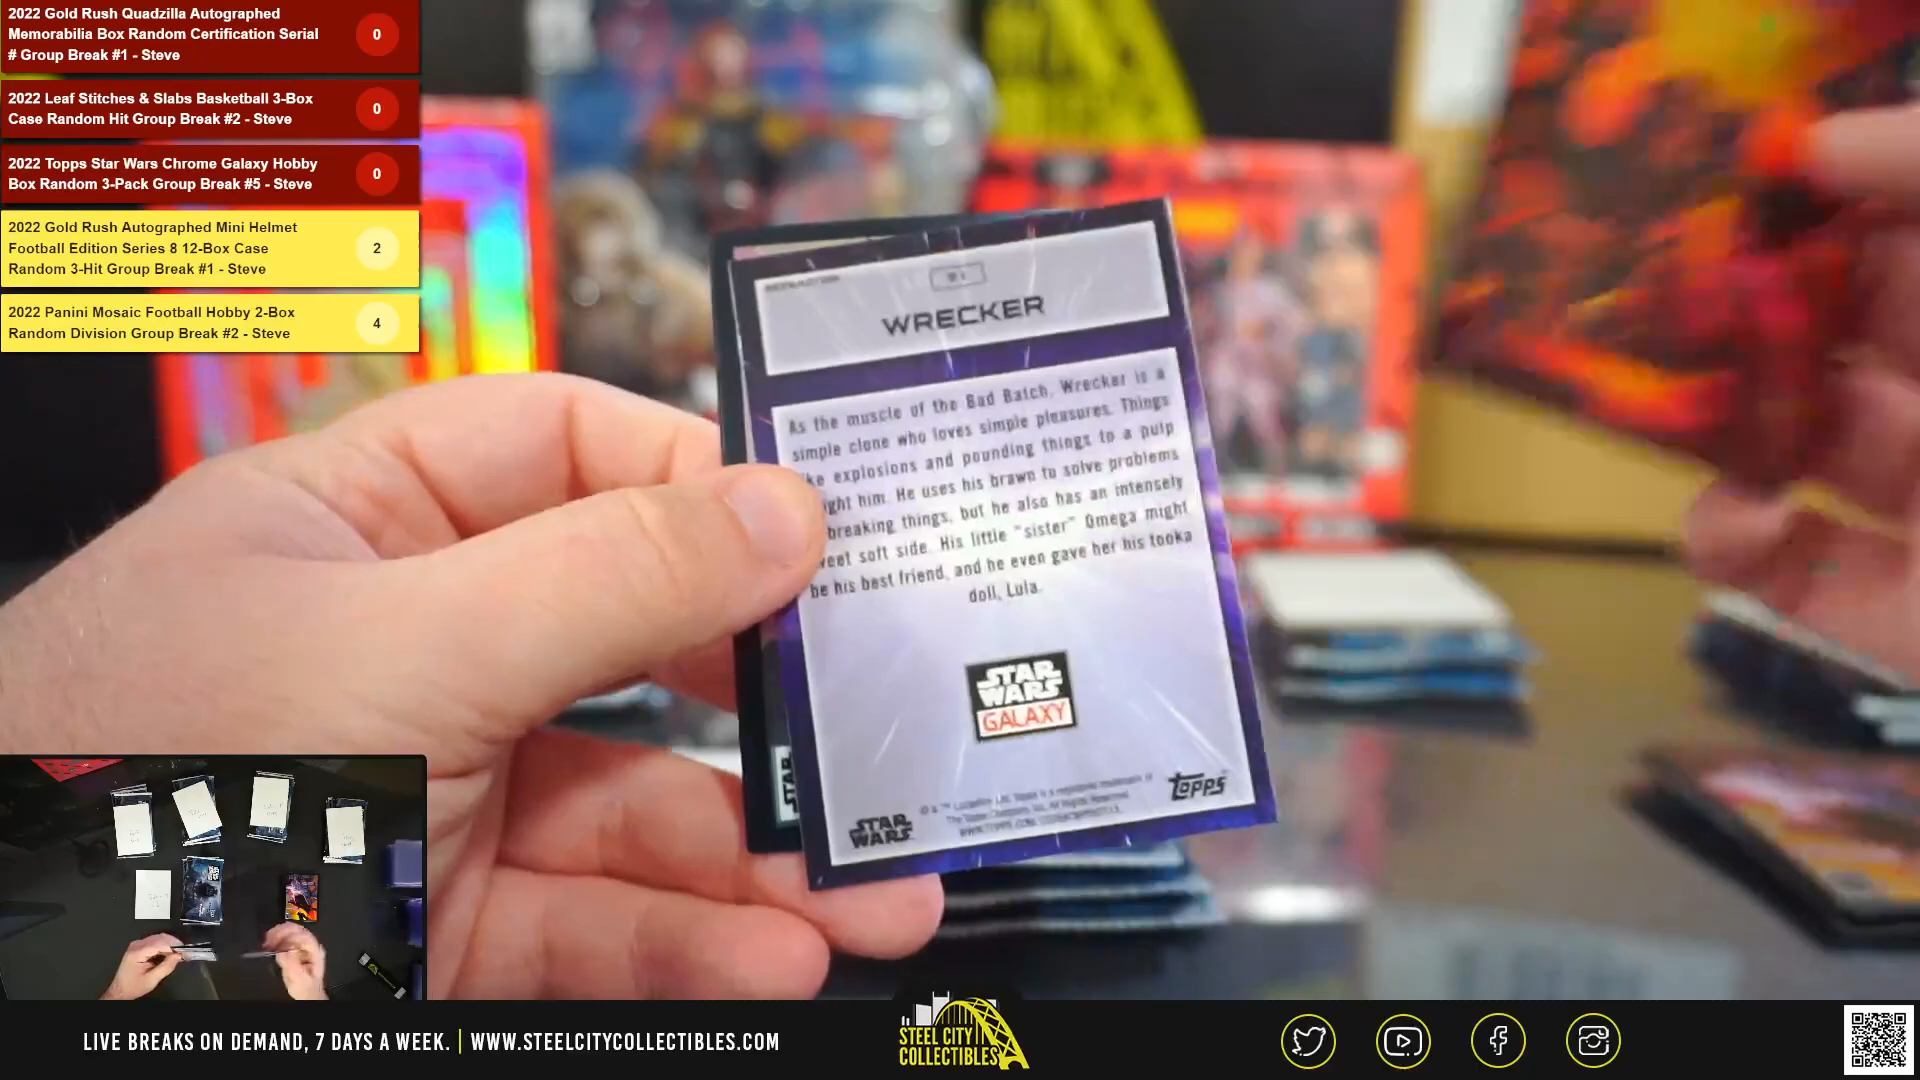 2022 Gold Rush Quadzilla Autographed
Memorabilia Box Random Certification Serial
# Group Break #1 - Steve
0
2022 Leaf Stitches & Slabs Basketball 3-Box
Case Random Hit Group Break #2 - Steve
0
2022 Topps Star Wars Chrome Galaxy Hobby
Box Random 3-Pack Group Break #5 - Steve
0
2022 Gold Rush Autographed Mini Helmet
Football Edition Series 8 12-Box Case
Random 3-Hit Group Break #1 - Steve
2
2022 Panini Mosaic Football Hobby 2-Box
Random Division Group Break #2 - Steve
4
WRECKER
As the muscle of the Bad Batch, Wrecker is a
simple clone who loves simple pleasures. Things
explosions and pounding things to a pulp
him. He uses his brawn to solve problems
breaking things, but he also has an intensely
soft side. His little "sister" Omega might
be his best friend, and he even gave her his tooka
doll, Lula.
STAR
WARS
GALAXY
STAR
WARS
TOPPS
STAR
LIVE BREAKS ON DEMAND, 7 DAYS A WEEK. | WWW.STEELCITYCOLLECTIBLES.COM
STEEL CITY
COLLECTIBLES